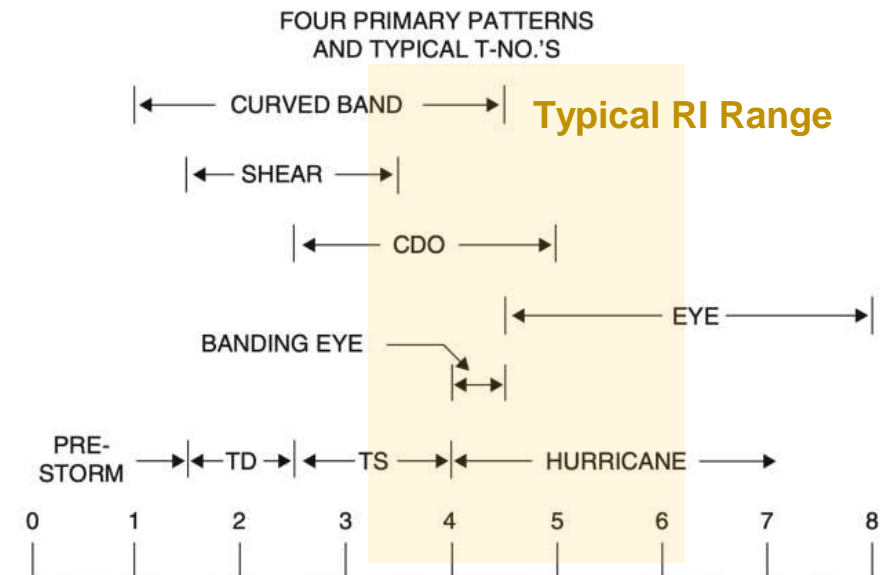 FOUR PRIMARY PATTERNS
AND TYPICAL T-NO.'S
CURVED BAND
Typical RI Range
SHEAR
CDO
EYE
BANDING EYE
PRE-
STORM
TD
TS
HURRICANE
0 1 2 3 4 5 6 7 8